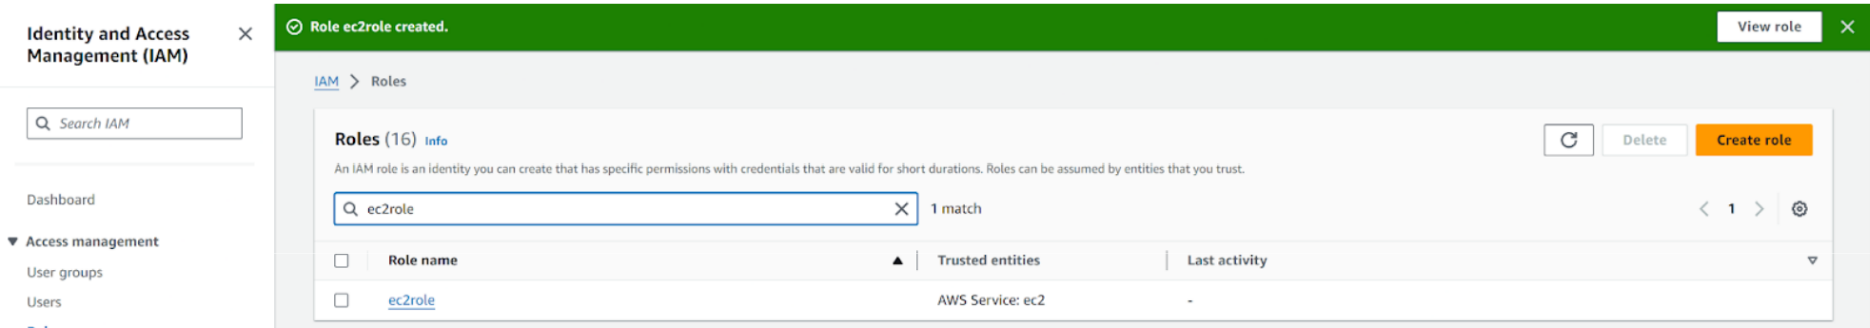 Identity and Access
Management (IAM)
Search IAM
Dashboard
Access management
User groups
Users
Role ec2role created.
View role
IAM > Roles
Roles (16) Info
Delete
Create role
An IAM role is an identity you can create that has specific permissions with credentials that are valid for short durations. Roles can be assumed by entities that you trust.
ec2role
1 match
1
Role name
Trusted entities
Last activity
ec2role
AWS Service: ec2
-